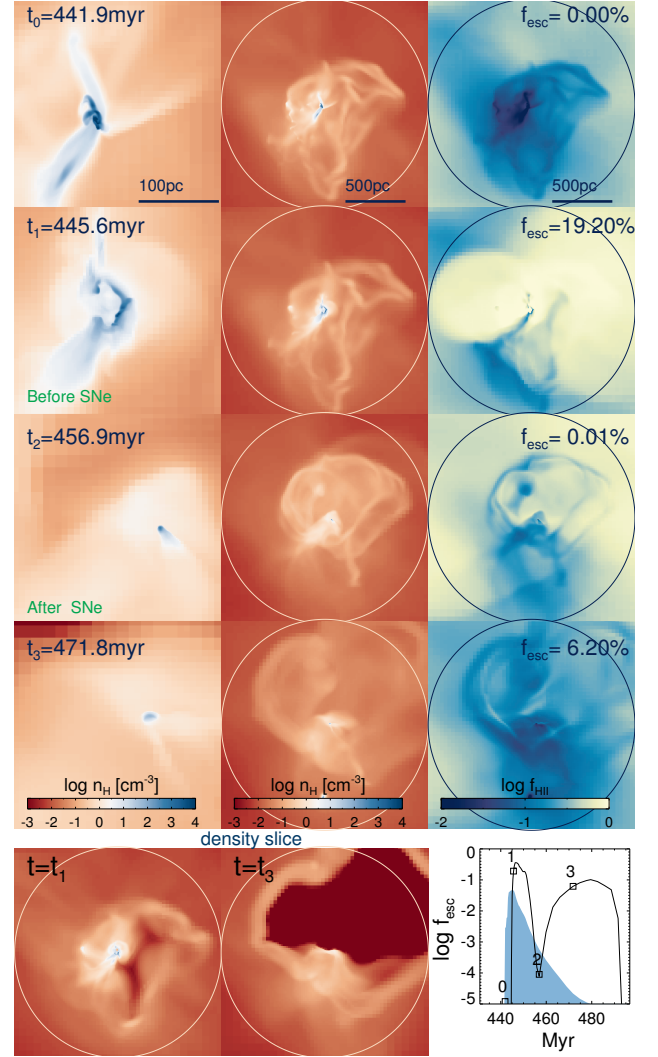 t₀=441.9myr
f_esc= 0.00%
100pc
500pc
500pc
t₁=445.6myr
f_esc=19.20%
Before SNe
t₂=456.9myr
f_esc= 0.01%
After SNe
t₃=471.8myr
f_esc= 6.20%
log n_H [cm⁻³]
log n_H [cm⁻³]
log f_HII
-3 -2 -1 0 1 2 3 4
-3 -2 -1 0 1 2 3 4
-2 -1 0
density slice
t=t₁
t=t₃
0
-1
-2
-3
-4
-5
log f_esc
0
1
2
3
440 460 480
Myr